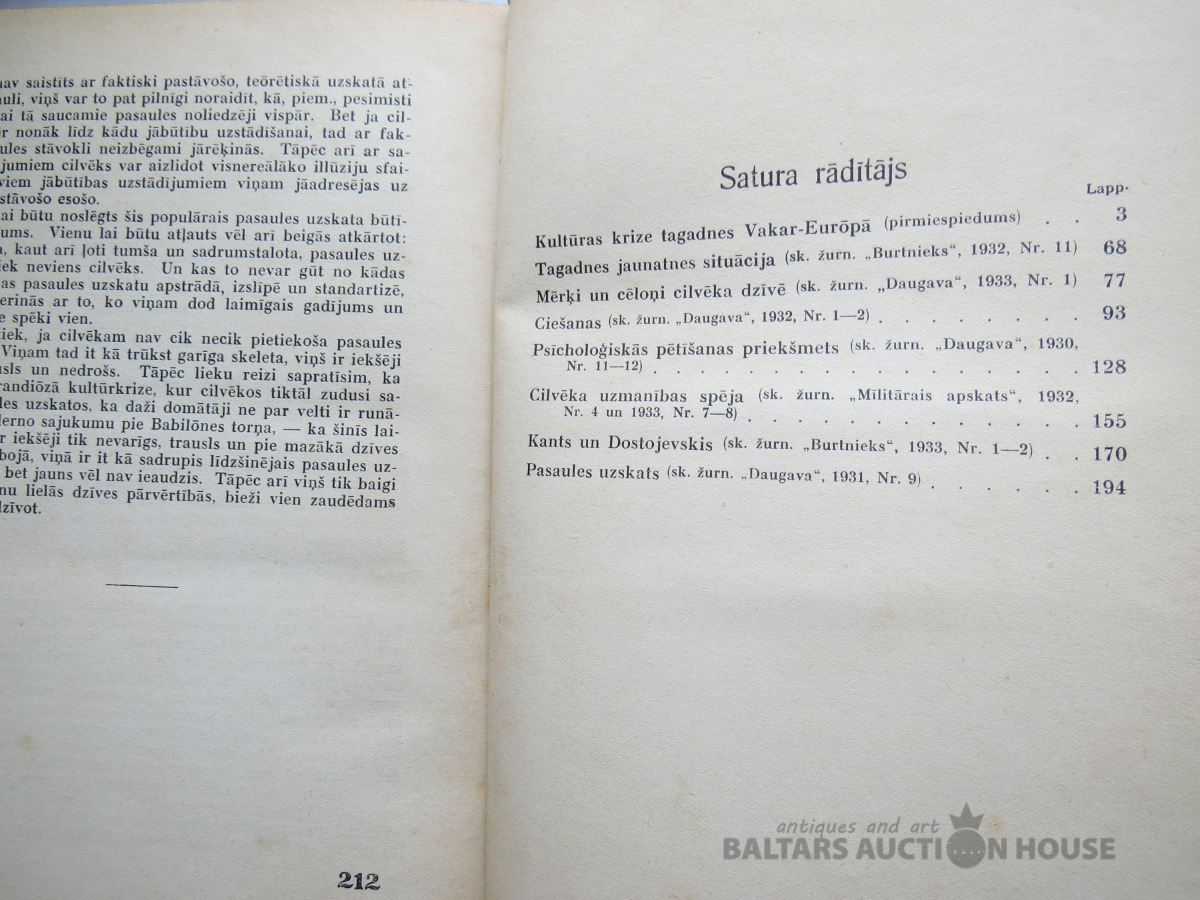 nav saistīts ar faktiski pastāvošo, teōrētiskā uzskatā at-
auli, viņš var to pat pilnīgi noraidīt, kā, piem., pesimisti
ai tā saucamie pasaules noliedzēji vispār. Bet ja cil-
ēr nonāk līdz kādu jābūtību uzstādīšanai, tad ar fak-
aules stāvokli neizbēgami jārēķinās. Tāpēc arī ar sa-
ējumiem cilvēks var aizlidot visnereālāko illūziju sfai-
viem jābūtības uzstādījumiem viņam jāadresējas uz
stāvošo esošo.
ai būtu noslēgts šis populārais pasaules uzskata būtī-
ums. Vienu lai būtu atļauts vēl arī beigās atkārtot:
a, kaut arī ļoti tumša un sadrumstalota, pasaules uz-
iek neviens cilvēks. Un kas to nevar gūt no kādas
as pasaules uzskatu apstrādā, izslīpē un standartizē,
erinās ar to, ko viņam dod laimīgais gadījums un
e spēki vien.
tiek, ja cilvēkam nav cik necik pietiekoša pasaules
Viņam tad it kā trūkst garīga skeleta, viņš ir iekšēji
usls un nedrošs. Tāpēc lieku reizi sapratīsim, ka
randiōzā kultūrkrize, kur cilvēkos tiktāl zudusi sa-
les uzskatos, ka daži domātāji ne par velti ir runā-
derno sajukumu pie Babilōnes torņa, — ka šinīs lai-
r iekšēji tik nevarīgs, trausls un pie mazākā dzīves
bojā, viņā ir it kā sadrupis līdzšinējais pasaules uz-
bet jauns vēl nav ieaudzis. Tāpēc arī viņš tik baigi
nu lielās dzīves pārvērtībās, bieži vien zaudēdams
dzīvot.
212
Satura rādītājs
Lapp.
Kultūras krize tagadnes Vakar-Eurōpā (pirmiespiedums) . . 3
Tagadnes jaunatnes situācija (sk. žurn. „Burtnieks“, 1932, Nr. 11) 68
Mērķi un cēloņi cilvēka dzīvē (sk. žurn. „Daugava“, 1933, Nr. 1) 77
Ciešanas (sk. žurn. „Daugava“, 1932, Nr. 1—2) . . . . . . . . 93
Psīcholoģiskās pētīšanas priekšmets (sk. žurn. „Daugava“, 1930,
Nr. 11—12) . . . . . . . . . . . . . . . . . . 128
Cilvēka uzmanības spēja (sk. žurn. „Mīlitārais apskats“, 1932,
Nr. 4 un 1933, Nr. 7—8) . . . . . . . . . . . . . 155
Kants un Dostojevskis (sk. žurn. „Burtnieks“, 1933, Nr. 1—2) . . 170
Pasaules uzskats (sk. žurn. „Daugava“, 1931, Nr. 9) . . . . . . 194
antiques and art
BALTARS AUCTION HOUSE